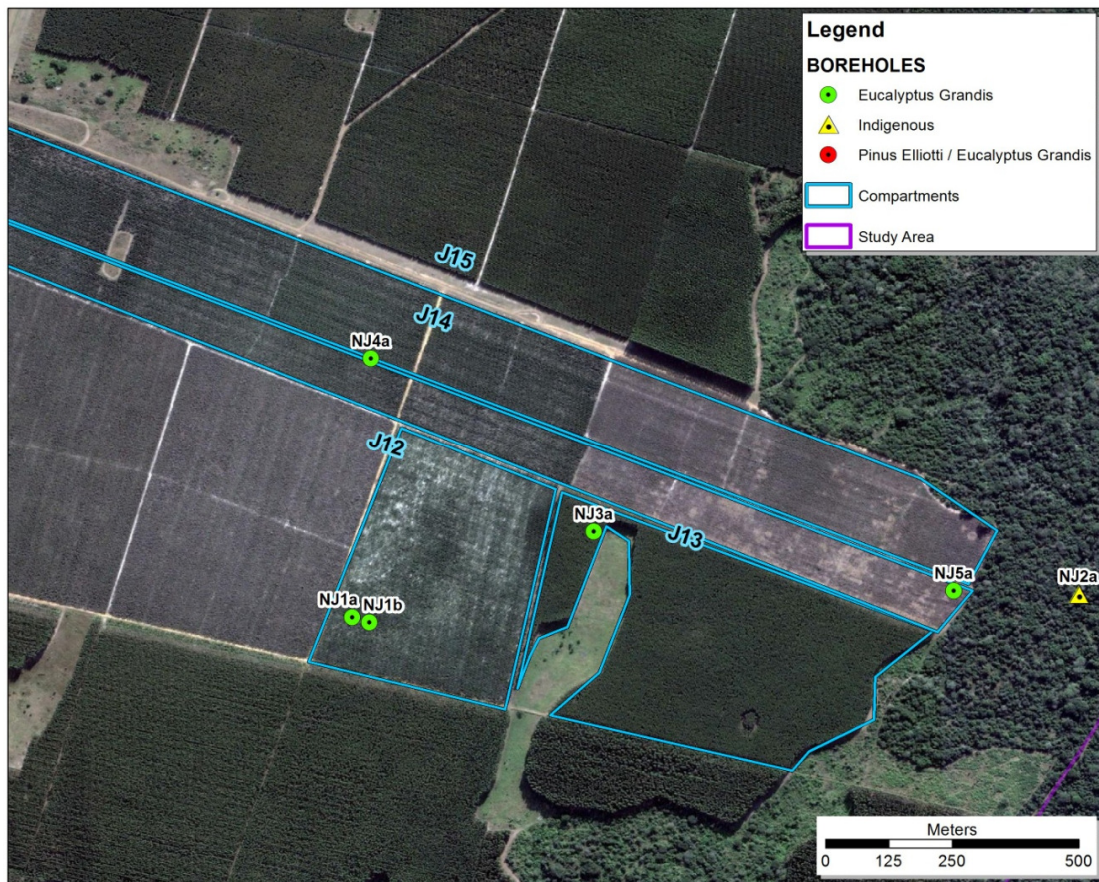 Legend
BOREHOLES
Eucalyptus Grandis
Indigenous
Pinus Elliotti / Eucalyptus Grandis
Compartments
Study Area
J15
J14
NJ4a
J12
NJ3a
J13
NJ5a
NJ2a
NJ1a
NJ1b
Meters
0 125 250 500